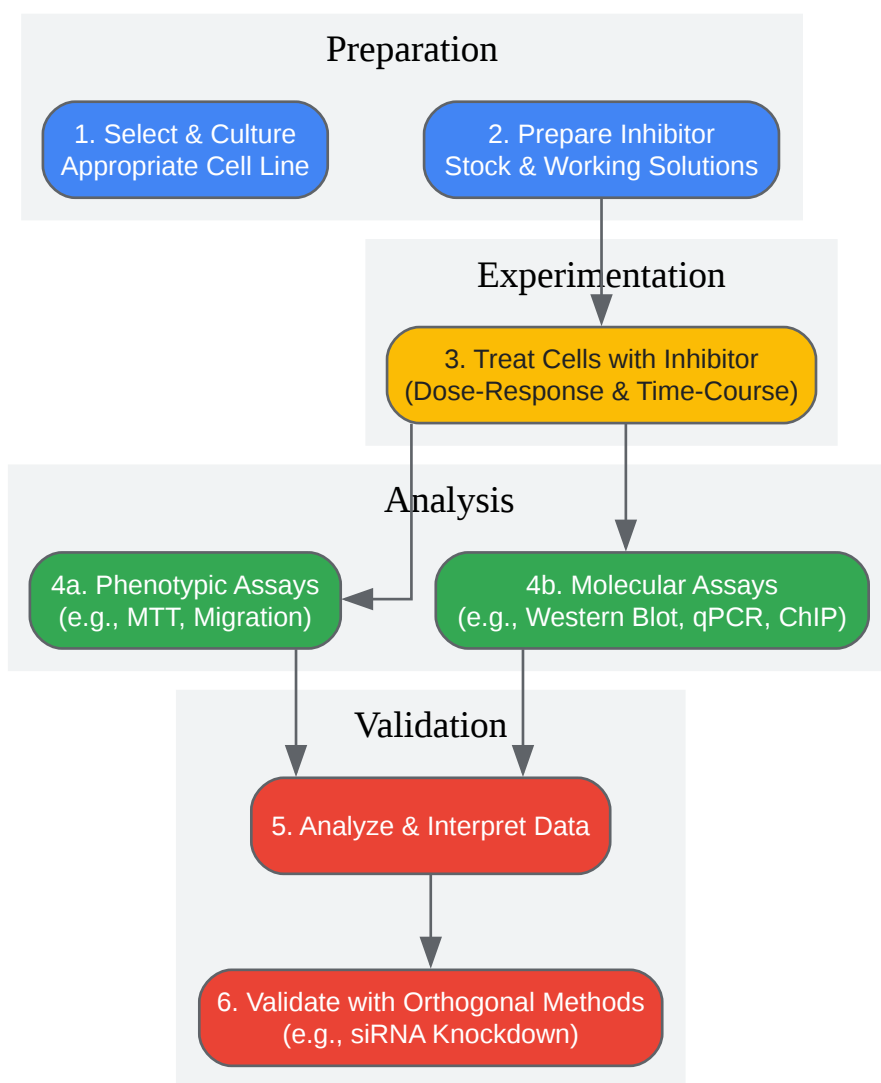 Preparation
1. Select & Culture
Appropriate Cell Line
2. Prepare Inhibitor
Stock & Working Solutions
Experimentation
3. Treat Cells with Inhibitor
(Dose-Response & Time-Course)
Analysis
4a. Phenotypic Assays
(e.g., MTT, Migration)
4b. Molecular Assays
(e.g., Western Blot, qPCR, ChIP)
Validation
5. Analyze & Interpret Data
6. Validate with Orthogonal Methods
(e.g., siRNA Knockdown)